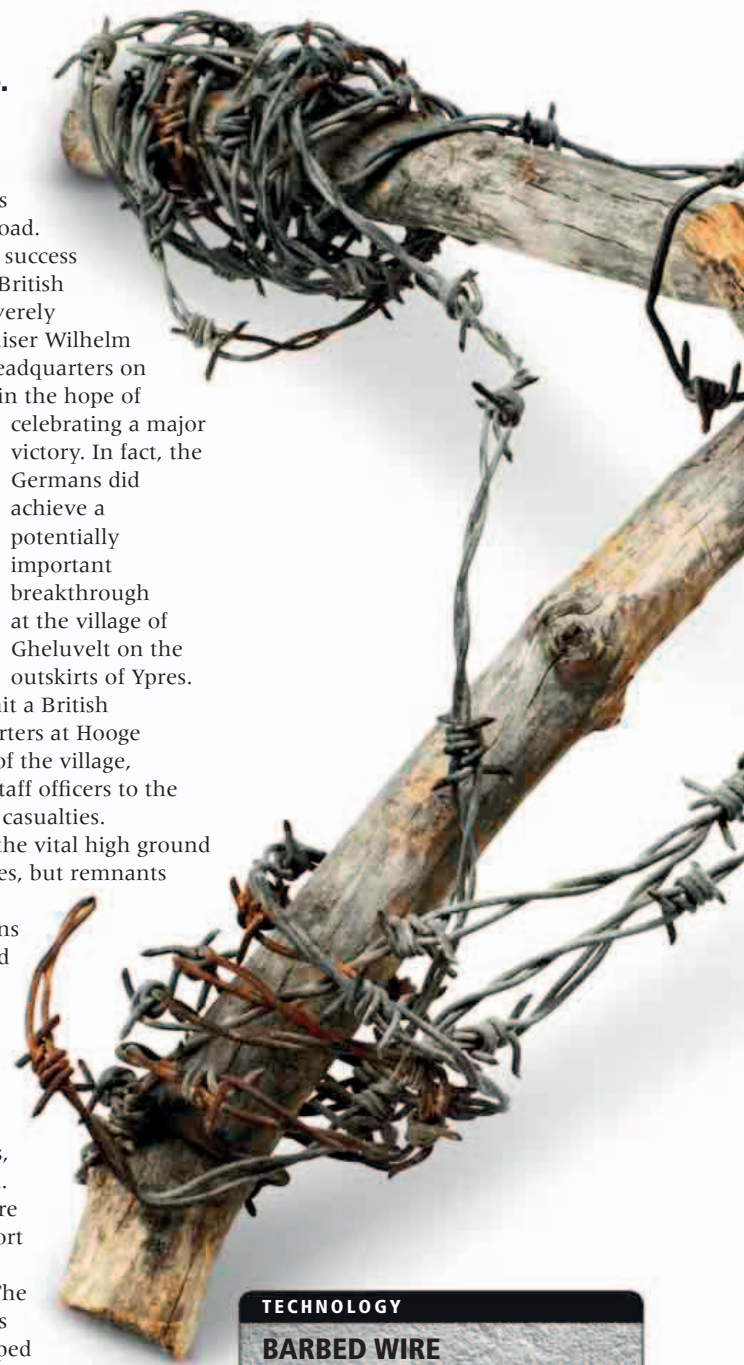 s
oad.
success
British
verely
iser Wilhelm
eadquarters on
in the hope of
celebrating a major
victory. In fact, the
Germans did
achieve a
potentially
important
breakthrough
at the village of
Gheluvelt on the
outskirts of Ypres.
it a British
rters at Hooge
of the village,
taff officers to the
casualties.
the vital high ground
es, but remnants
ns
d
s,
.
re
ort
The
s
ped
TECHNOLOGY
BARBED WIRE